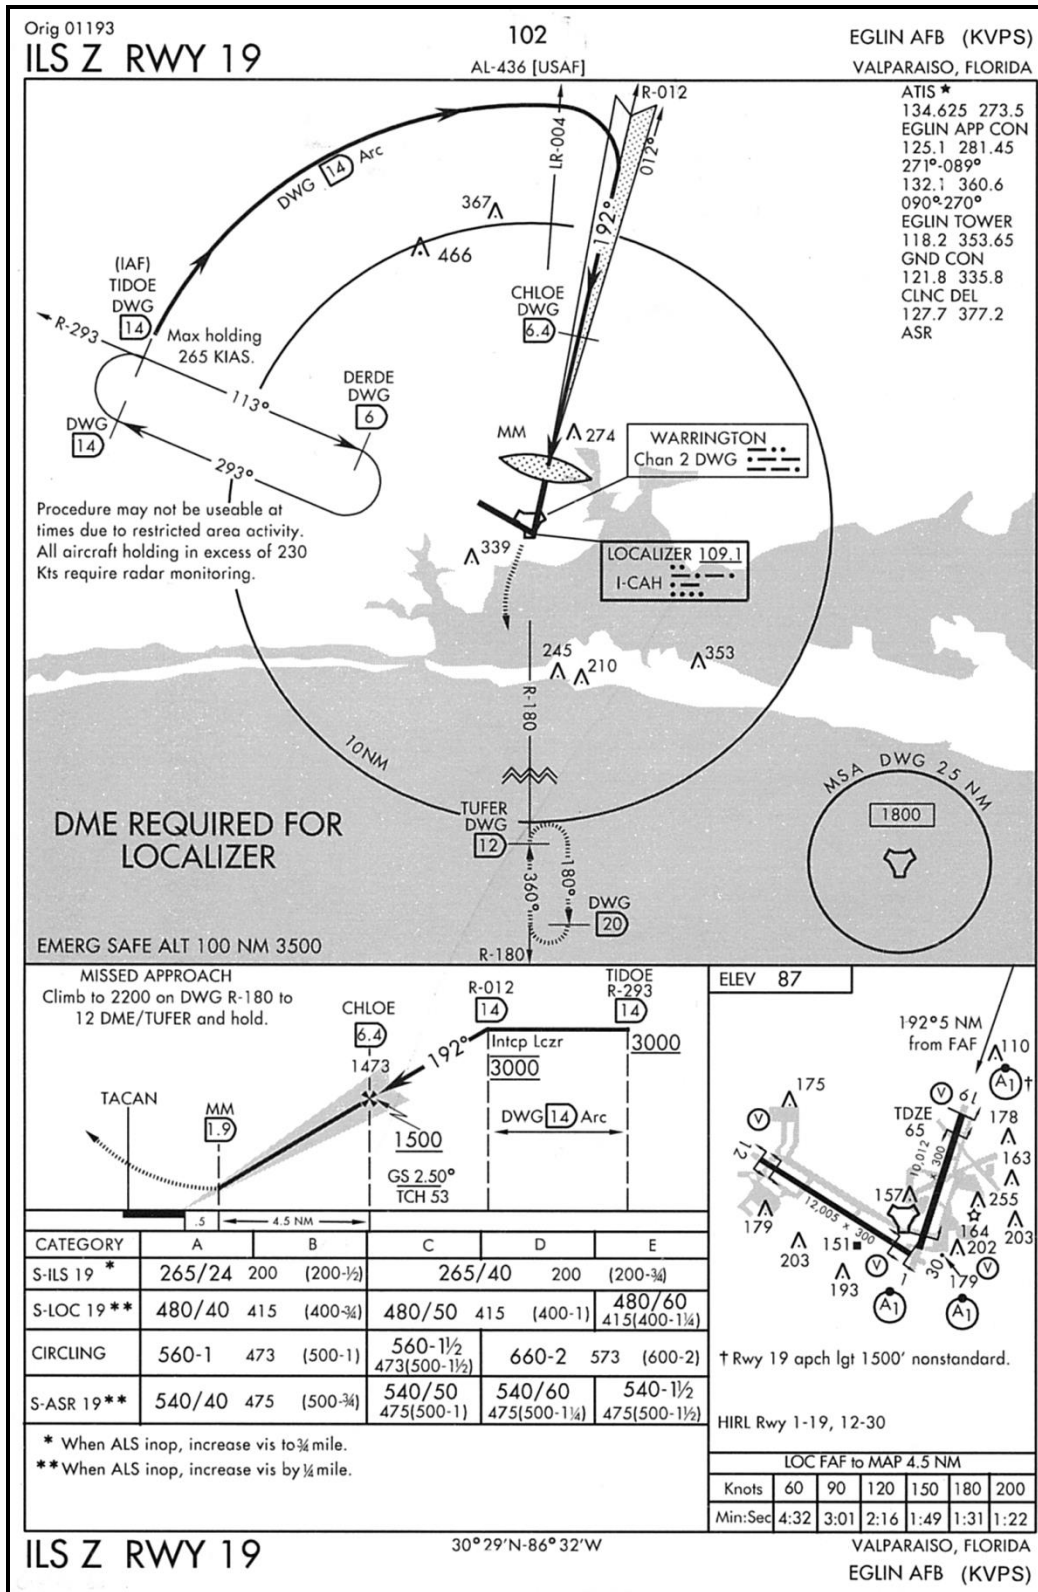 Orig 01193
ILS Z RWY 19
102
AL-436 [USAF]
EGLIN AFB (KVPS)
VALPARAISO, FLORIDA
ATIS ★
134.625 273.5
EGLIN APP CON
125.1 281.45
271°-089°
132.1 360.6
090°-270°
EGLIN TOWER
118.2 353.65
GND CON
121.8 335.8
CLNC DEL
127.7 377.2
ASR
R-012
012°
LR-004
DWG 14 Arc
192°
367
466
(IAF)
TIDOE
DWG
14
R-293
Max holding
265 KIAS.
CHLOE
DWG
6.4
113°
DERDE
DWG
6
DWG
14
293°
MM
274
WARRINGTON
Chan 2 DWG
Procedure may not be useable at
times due to restricted area activity.
All aircraft holding in excess of 230
Kts require radar monitoring.
339
LOCALIZER 109.1
I-CAH
245
210
353
R-180
10 NM
TUFER
DWG
12
360°
180°
DWG
20
R-180
MSA DWG 25 NM
1800
DME REQUIRED FOR
LOCALIZER
EMERG SAFE ALT 100 NM 3500
MISSED APPROACH
Climb to 2200 on DWG R-180 to
12 DME/TUFER and hold.
CHLOE
6.4
1473
R-012
14
TIDOE
R-293
14
192°
Intcp Lczr
3000
3000
TACAN
MM
1.9
DWG 14 Arc
1500
GS 2.50°
TCH 53
.5
4.5 NM
ELEV 87
192° 5 NM
from FAF
110
A1 †
175
V
V
19
TDZE
65
178
163
12
10,012 x 300
157
255
179
12,005 x 300
164
203
203
151
202
193
V
1
30
179
V
A1
A1
† Rwy 19 apch lgt 1500' nonstandard.
HIRL Rwy 1-19, 12-30
CATEGORY A B C D E
S-ILS 19 * 265/24 200 (200-½) 265/40 200 (200-¾)
S-LOC 19 ** 480/40 415 (400-¾) 480/50 415 (400-1) 480/60 415(400-1¼)
CIRCLING 560-1 473 (500-1) 560-1½ 473(500-1½) 660-2 573 (600-2)
S-ASR 19 ** 540/40 475 (500-¾) 540/50 475(500-1) 540/60 475(500-1¼) 540-1½ 475(500-1½)
* When ALS inop, increase vis to ¾ mile.
** When ALS inop, increase vis by ¼ mile.
LOC FAF to MAP 4.5 NM
Knots 60 90 120 150 180 200
Min:Sec 4:32 3:01 2:16 1:49 1:31 1:22
ILS Z RWY 19
30°29'N-86°32'W
VALPARAISO, FLORIDA
EGLIN AFB (KVPS)